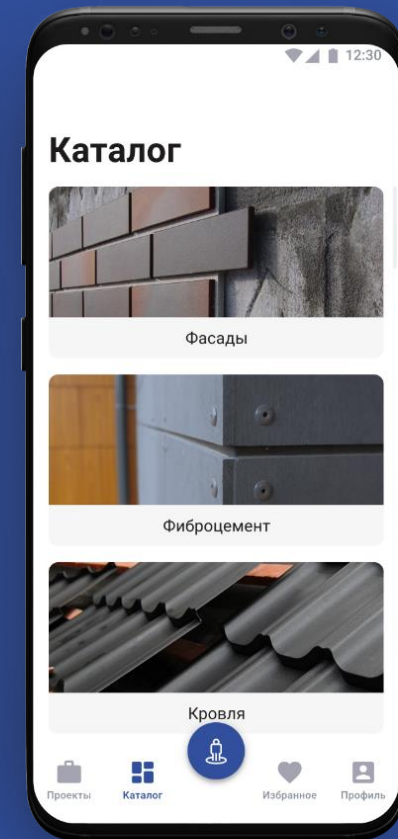 12:30
Каталог
Фасады
Фиброцемент
Кровля
Проекты
Каталог
Избранное
Профиль